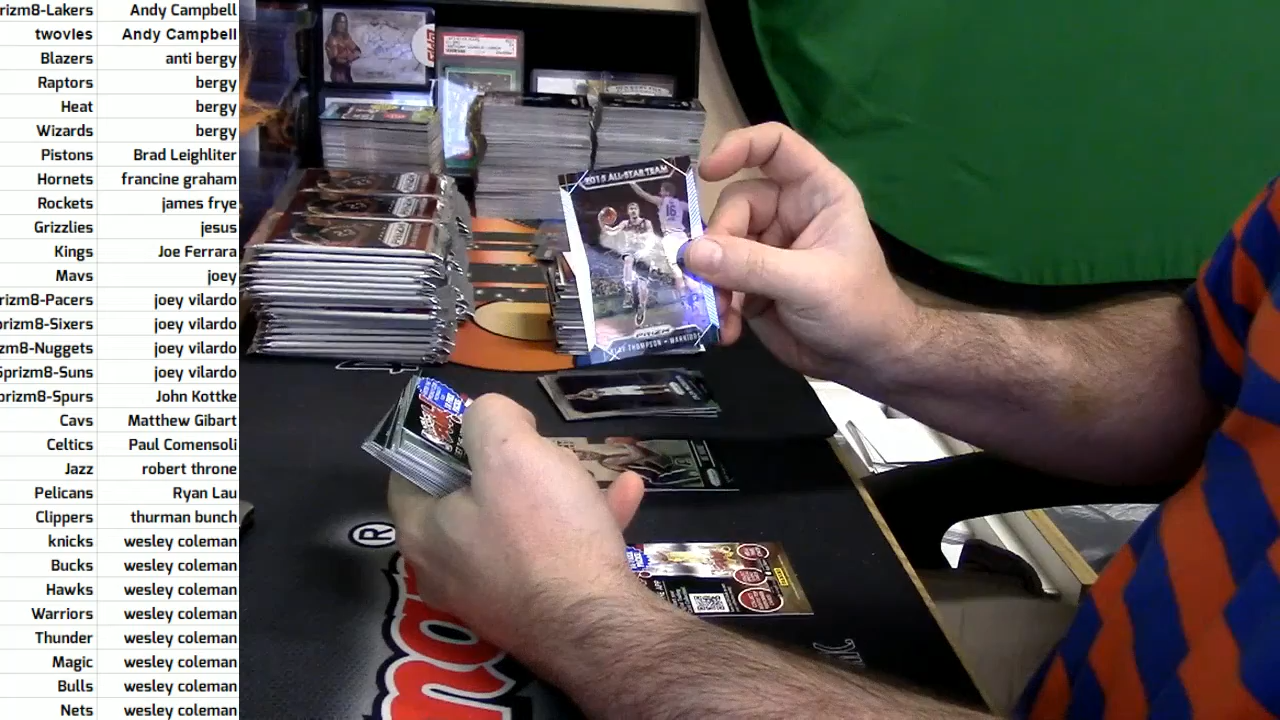 rizm8-Lakers Andy Campbell
twovies Andy Campbell
Blazers anti bergy
Raptors bergy
Heat bergy
Wizards bergy
Pistons Brad Leighliter
Hornets francine graham
Rockets james frye
Grizzlies jesus
Kings Joe Ferrara
Mavs joey
rizm8-Pacers joey vilardo
prizm8-Sixers joey vilardo
zm8-Nuggets joey vilardo
Sprizm8-Suns joey vilardo
prizm8-Spurs John Kottke
Cavs Matthew Gibart
Celtics Paul Comensoli
Jazz robert throne
Pelicans Ryan Lau
Clippers thurman bunch
knicks wesley coleman
Bucks wesley coleman
Hawks wesley coleman
Warriors wesley coleman
Thunder wesley coleman
Magic wesley coleman
Bulls wesley coleman
Nets wesley coleman
2015 ALL-STAR TEAM
16
THOMPSON • WARRIORS
®